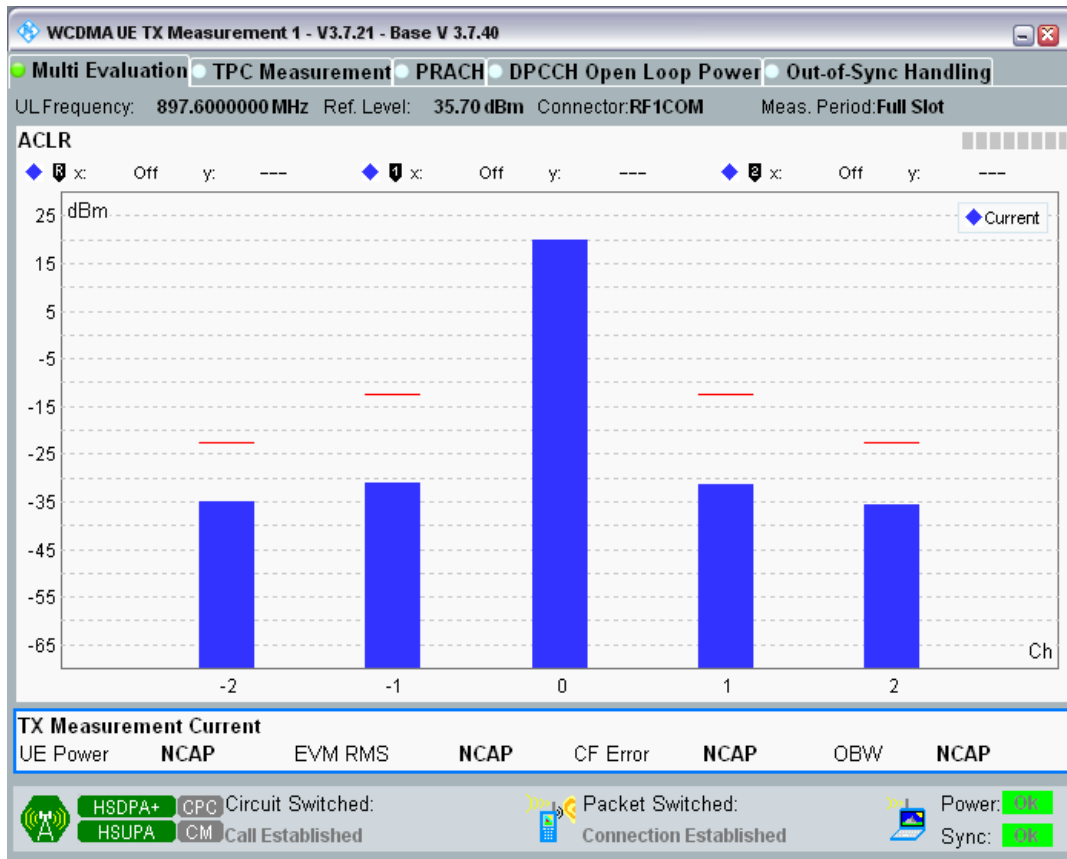 WCDMA UE TX Measurement 1 - V3.7.21 - Base V 3.7.40
Multi Evaluation TPC Measurement PRACH DPCCH Open Loop Power Out-of-Sync Handling
UL Frequency: 897.6000000 MHz Ref. Level: 35.70 dBm Connector:RF1COM Meas. Period:Full Slot
ACLR
R x: Off y: --- 1 x: Off y: --- 2 x: Off y: ---
dBm
Current
25
15
5
-5
-15
-25
-35
-45
-55
-65
Ch
-2 -1 0 1 2
TX Measurement Current
UE Power NCAP EVM RMS NCAP CF Error NCAP OBW NCAP
HSDPA+ CPC Circuit Switched: Packet Switched: Power: Ok
HSUPA CM Call Established Connection Established Sync: Ok